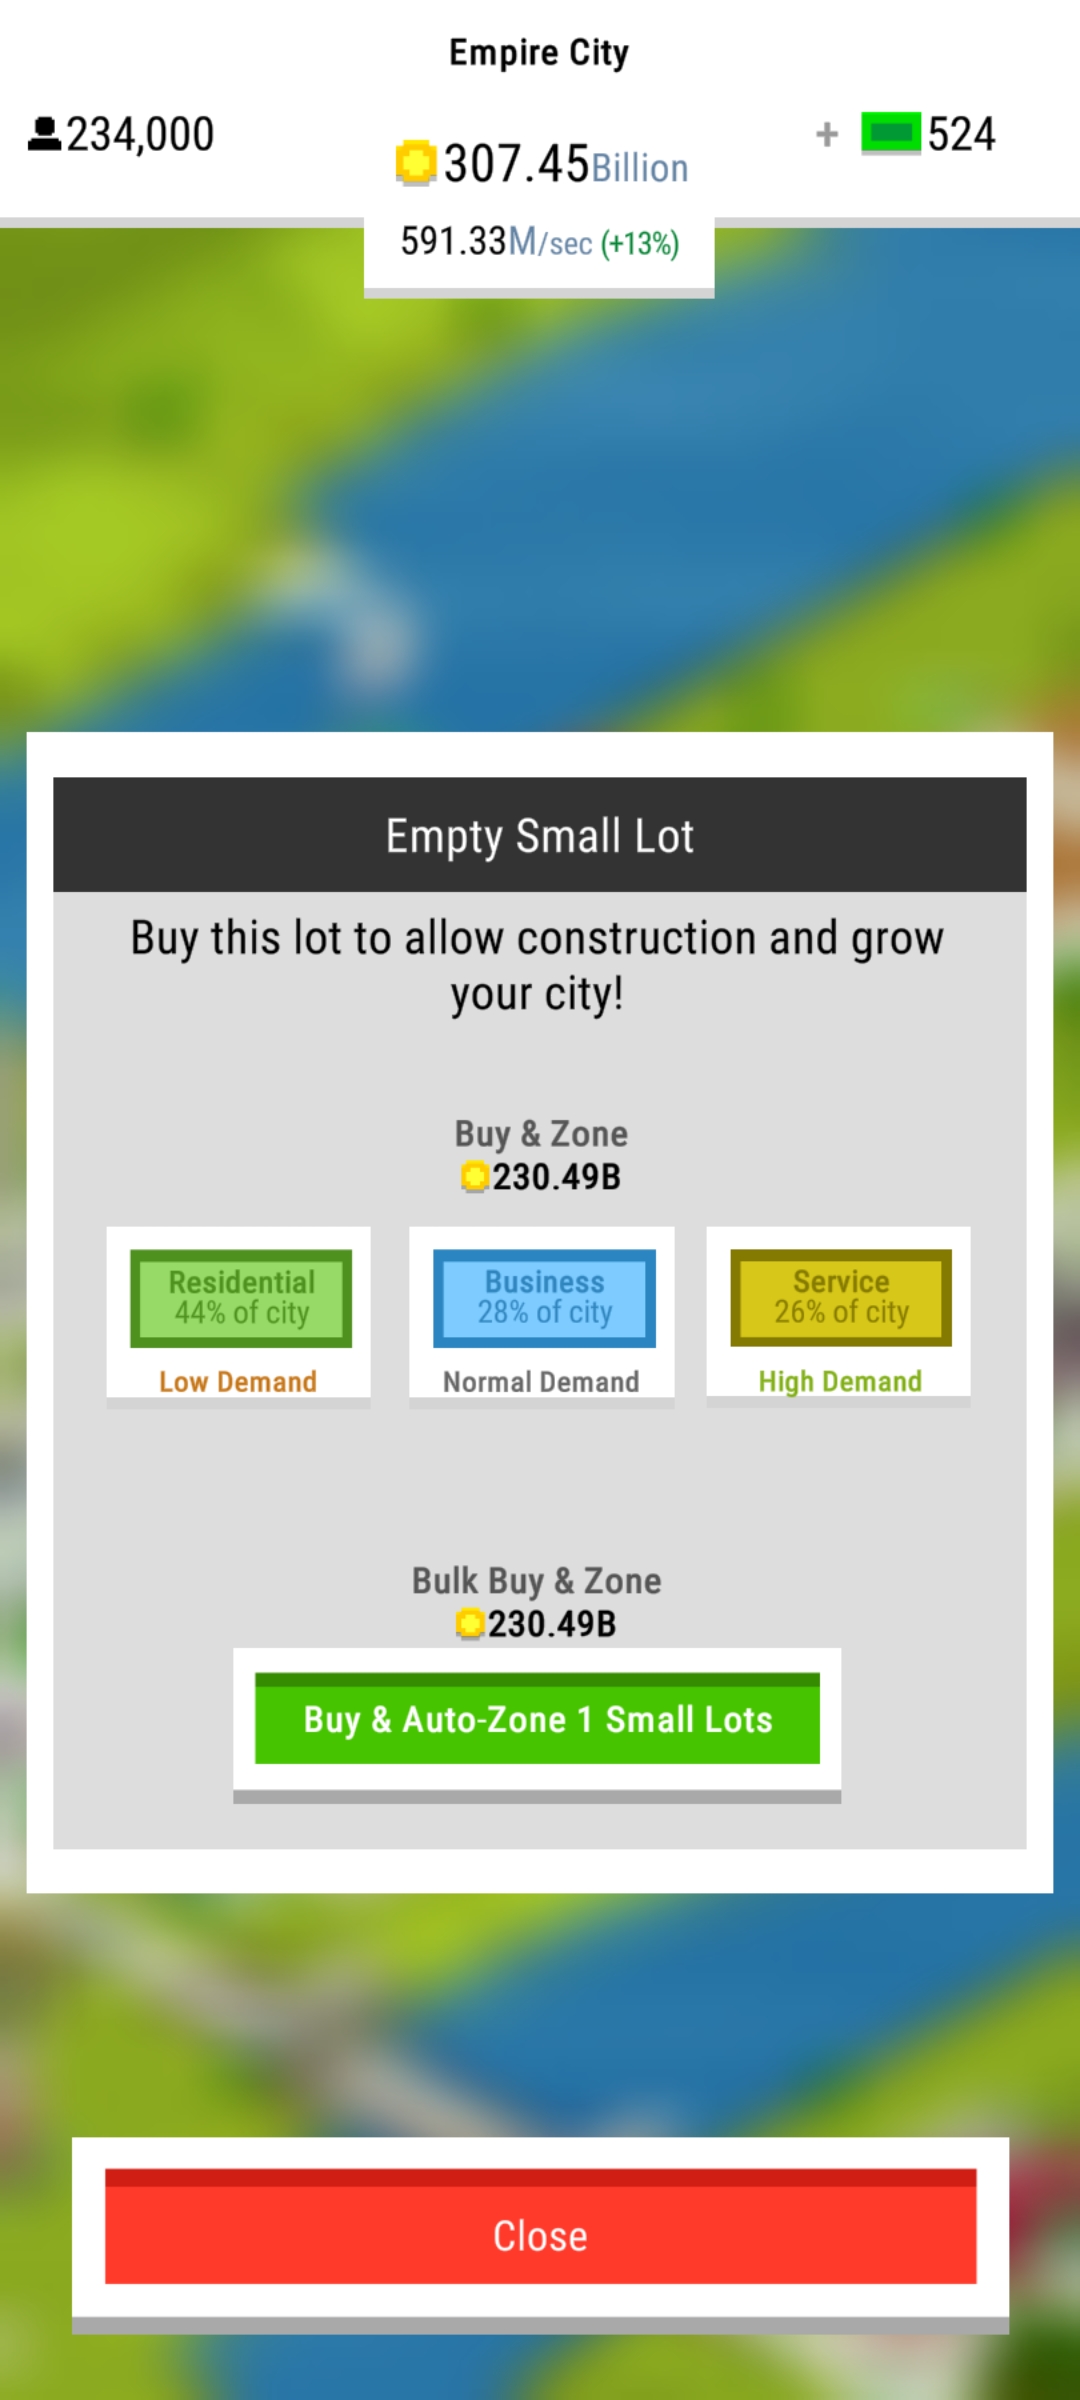 Empire City
234,000
307.45Billion
+ 524
591.33M/sec (+13%)
Empty Small Lot
Buy this lot to allow construction and grow
your city!
Buy & Zone
230.49B
Residential
44% of city
Low Demand
Business
28% of city
Normal Demand
Service
26% of city
High Demand
Bulk Buy & Zone
230.49B
Buy & Auto-Zone 1 Small Lots
Close